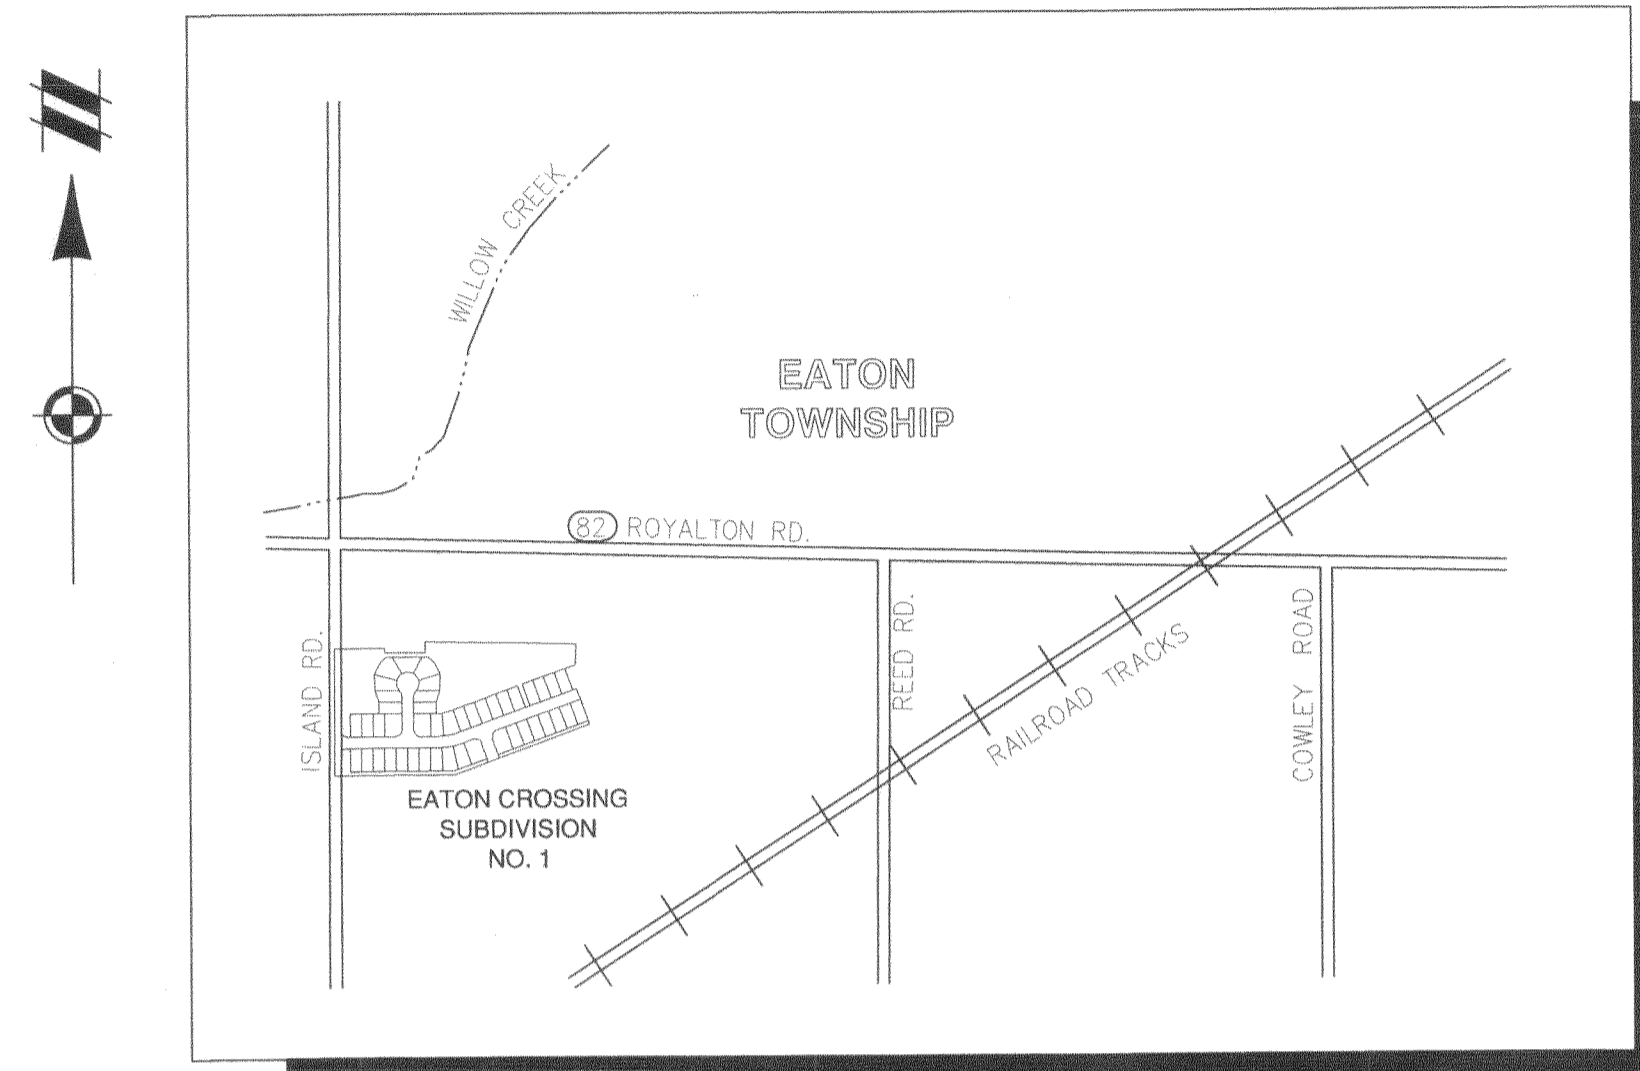 N
WILLOW CREEK
EATON
TOWNSHIP
82 ROYALTON RD.
ISLAND RD.
REED RD.
RAILROAD TRACKS
COWLEY ROAD
EATON CROSSING
SUBDIVISION
NO. 1